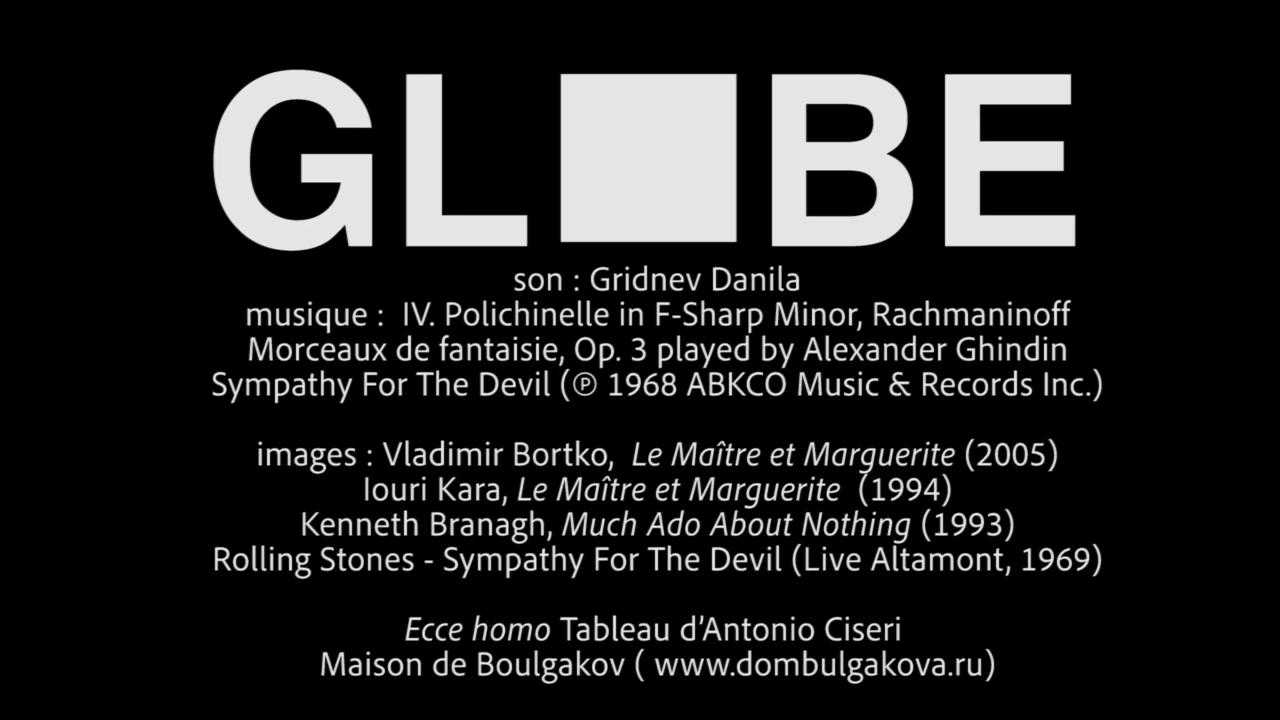 GL■BE
son : Gridnev Danila
musique :  IV. Polichinelle in F-Sharp Minor, Rachmaninoff
Morceaux de fantaisie, Op. 3 played by Alexander Ghindin
Sympathy For The Devil (℗ 1968 ABKCO Music & Records Inc.)
images : Vladimir Bortko,  Le Maître et Marguerite (2005)
Iouri Kara, Le Maître et Marguerite  (1994)
Kenneth Branagh, Much Ado About Nothing (1993)
Rolling Stones - Sympathy For The Devil (Live Altamont, 1969)
Ecce homo Tableau d’Antonio Ciseri
Maison de Boulgakov ( www.dombulgakova.ru)